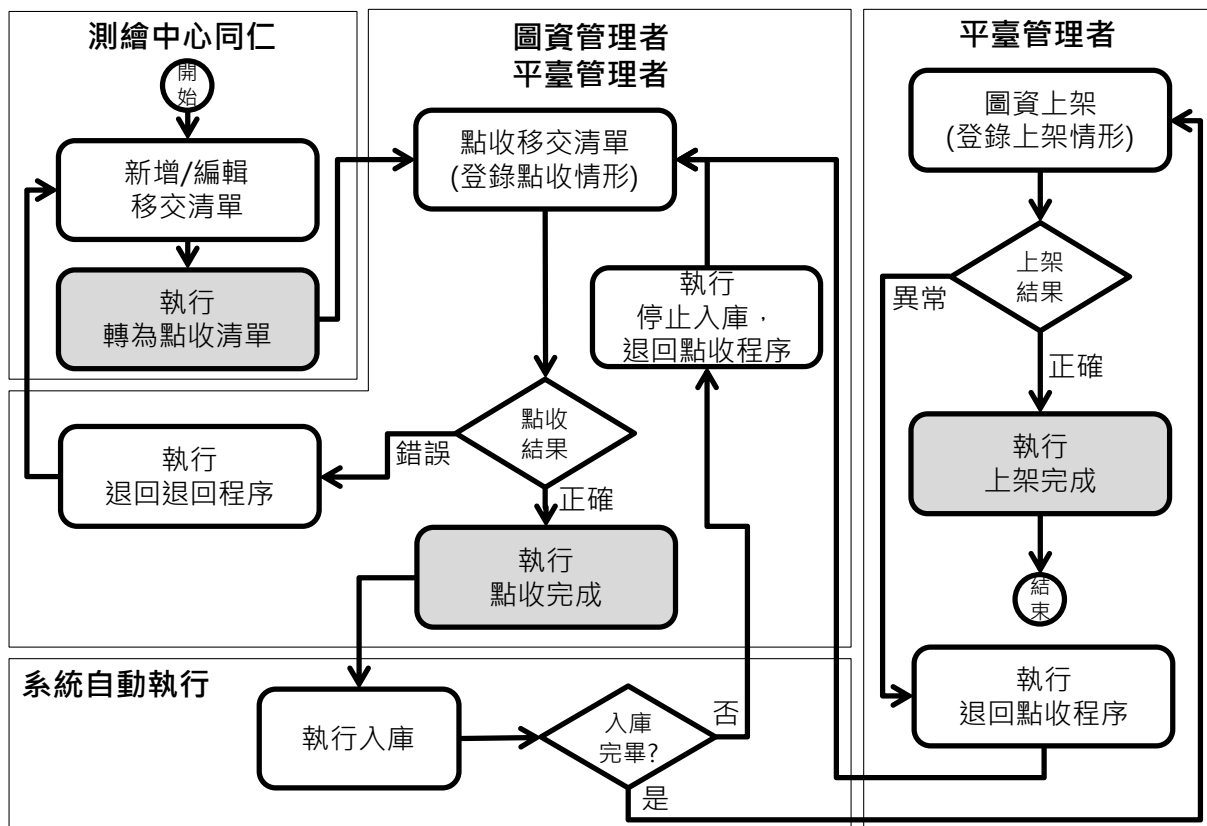 測繪中心同仁
開
始
新增/編輯
移交清單
執行
轉為點收清單
圖資管理者
平臺管理者
點收移交清單
(登錄點收情形)
執行
停止入庫，
退回點收程序
點收
結果
錯誤
正確
執行
退回退回程序
執行
點收完成
系統自動執行
執行入庫
入庫
完畢?
否
是
平臺管理者
圖資上架
(登錄上架情形)
上架
結果
異常
正確
執行
上架完成
結
束
執行
退回點收程序